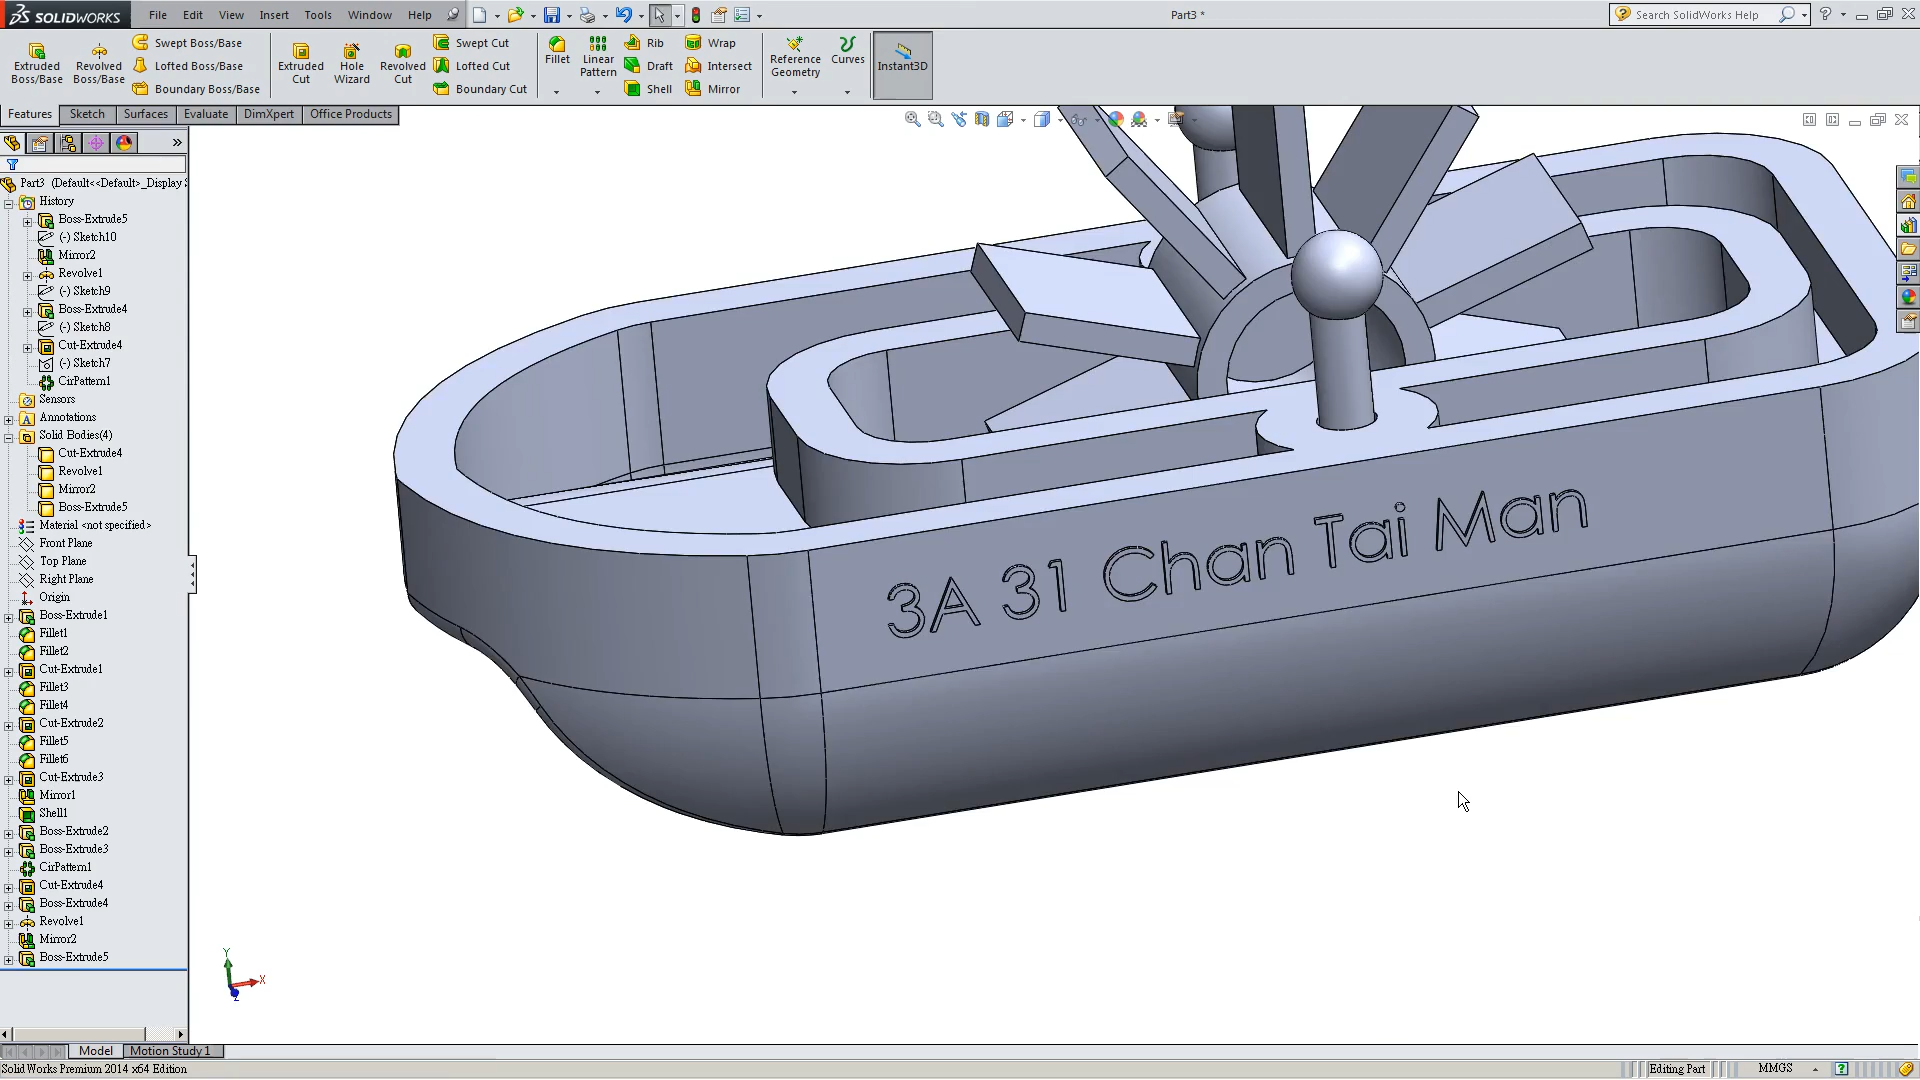 SOLIDWORKS File Edit View Insert Tools Window Help Part3 * Search SolidWorks Help
Extruded Boss/Base
Revolved Boss/Base
Swept Boss/Base
Lofted Boss/Base
Boundary Boss/Base
Extruded Cut
Hole Wizard
Revolved Cut
Swept Cut
Lofted Cut
Boundary Cut
Fillet
Linear Pattern
Rib
Draft
Shell
Wrap
Intersect
Mirror
Reference Geometry
Curves
Instant3D
Features Sketch Surfaces Evaluate DimXpert Office Products
Part3 (Default<<Default>_Display
History
Boss-Extrude5
(-) Sketch10
Mirror2
Revolve1
(-) Sketch9
Boss-Extrude4
(-) Sketch8
Cut-Extrude4
(-) Sketch7
CirPattern1
Sensors
Annotations
Solid Bodies(4)
Cut-Extrude4
Revolve1
Mirror2
Boss-Extrude5
Material <not specified>
Front Plane
Top Plane
Right Plane
Origin
Boss-Extrude1
Fillet1
Fillet2
Cut-Extrude1
Fillet3
Fillet4
Cut-Extrude2
Fillet5
Fillet6
Cut-Extrude3
Mirror1
Shell1
Boss-Extrude2
Boss-Extrude3
CirPattern1
Cut-Extrude4
Boss-Extrude4
Revolve1
Mirror2
Boss-Extrude5
3A 31 Chan Tai Man
Y
X
Z
Model Motion Study 1
SolidWorks Premium 2014 x64 Edition Editing Part MMGS